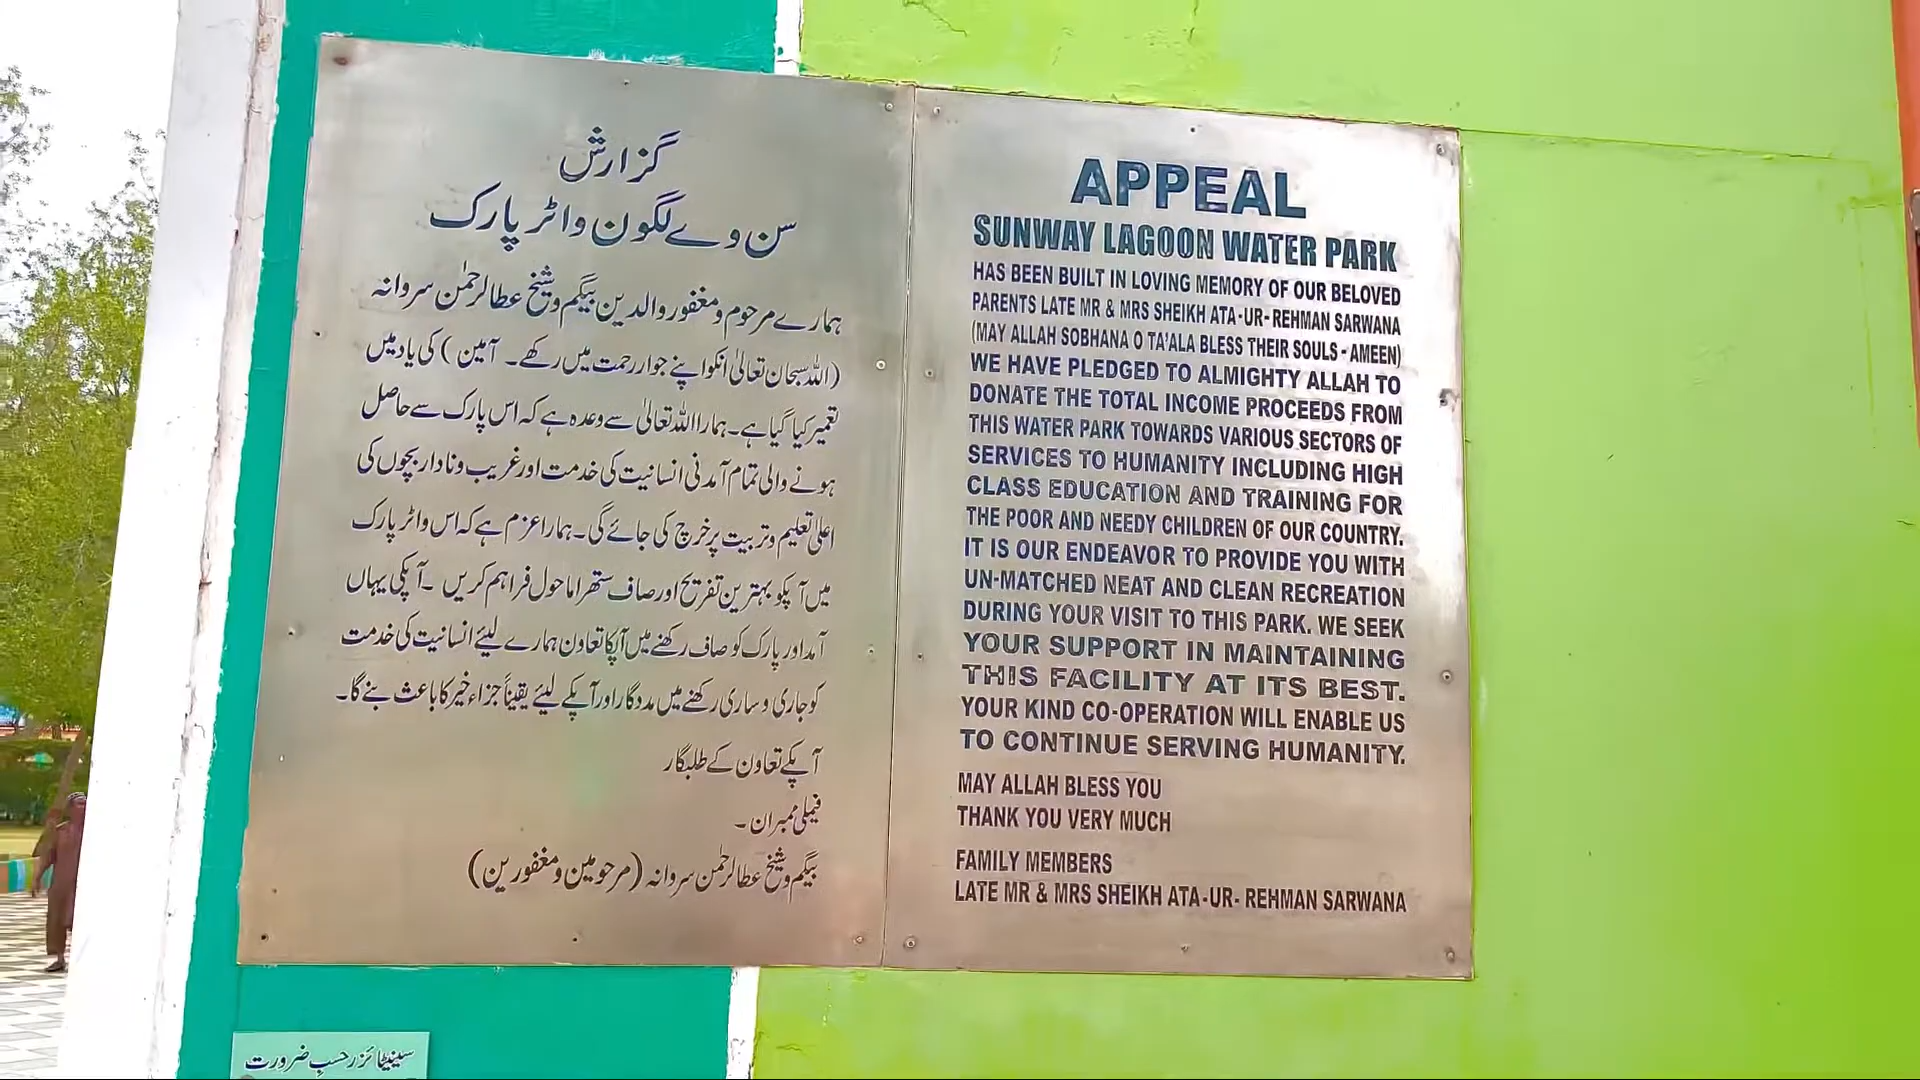 گزارش
سن وے لگون واٹر پارک
ہمارے مرحوم و مغفور والدین بیگم و شیخ عطا الرحمٰن سروانہ
(اللہ سبحان تعالیٰ انکو اپنے جوار رحمت میں رکھے۔ آمین) کی یاد میں
تعمیر کیا گیا ہے۔ ہمارا اللہ تعالیٰ سے وعدہ ہے کہ اس پارک سے حاصل
ہونے والی تمام آمدنی انسانیت کی خدمت اور غریب و نادار بچوں کی
اعلیٰ تعلیم و تربیت پر خرچ کی جائے گی۔ ہمارا عزم ہے کہ اس واٹر پارک
میں آپکو بہترین تفریح اور صاف ستھرا ماحول فراہم کریں ۔ آپکی یہاں
آمد اور پارک کو صاف رکھنے میں آپکا تعاون ہمارے لیئے انسانیت کی خدمت
کو جاری و ساری رکھنے میں مددگار اور آپکے لیئے یقیناً جزاء خیر کا باعث بنے گا۔
آپکے تعاون کے طلبگار
فیملی ممبران ۔
بیگم و شیخ عطا الرحمٰن سروانہ (مرحومین و مغفورین)
APPEAL
SUNWAY LAGOON WATER PARK
HAS BEEN BUILT IN LOVING MEMORY OF OUR BELOVED
PARENTS LATE MR & MRS SHEIKH ATA-UR-REHMAN SARWANA
(MAY ALLAH SOBHANA O TA'ALA BLESS THEIR SOULS - AMEEN)
WE HAVE PLEDGED TO ALMIGHTY ALLAH TO
DONATE THE TOTAL INCOME PROCEEDS FROM
THIS WATER PARK TOWARDS VARIOUS SECTORS OF
SERVICES TO HUMANITY INCLUDING HIGH
CLASS EDUCATION AND TRAINING FOR
THE POOR AND NEEDY CHILDREN OF OUR COUNTRY.
IT IS OUR ENDEAVOR TO PROVIDE YOU WITH
UN-MATCHED NEAT AND CLEAN RECREATION
DURING YOUR VISIT TO THIS PARK. WE SEEK
YOUR SUPPORT IN MAINTAINING
THIS FACILITY AT ITS BEST.
YOUR KIND CO-OPERATION WILL ENABLE US
TO CONTINUE SERVING HUMANITY.
MAY ALLAH BLESS YOU
THANK YOU VERY MUCH
FAMILY MEMBERS
LATE MR & MRS SHEIKH ATA-UR- REHMAN SARWANA
سینیٹائزر حسب ضرورت